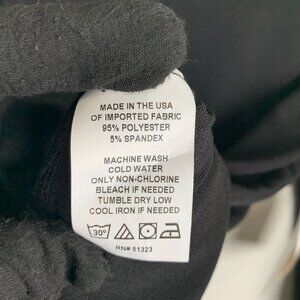 MADE IN THE USA
OF IMPORTED FABRIC
95% POLYESTER
5% SPANDEX
MACHINE WASH
COLD WATER
ONLY NON-CHLORINE
BLEACH IF NEEDED
TUMBLE DRY LOW
COOL IRON IF NEEDED
30°
RN# 51323